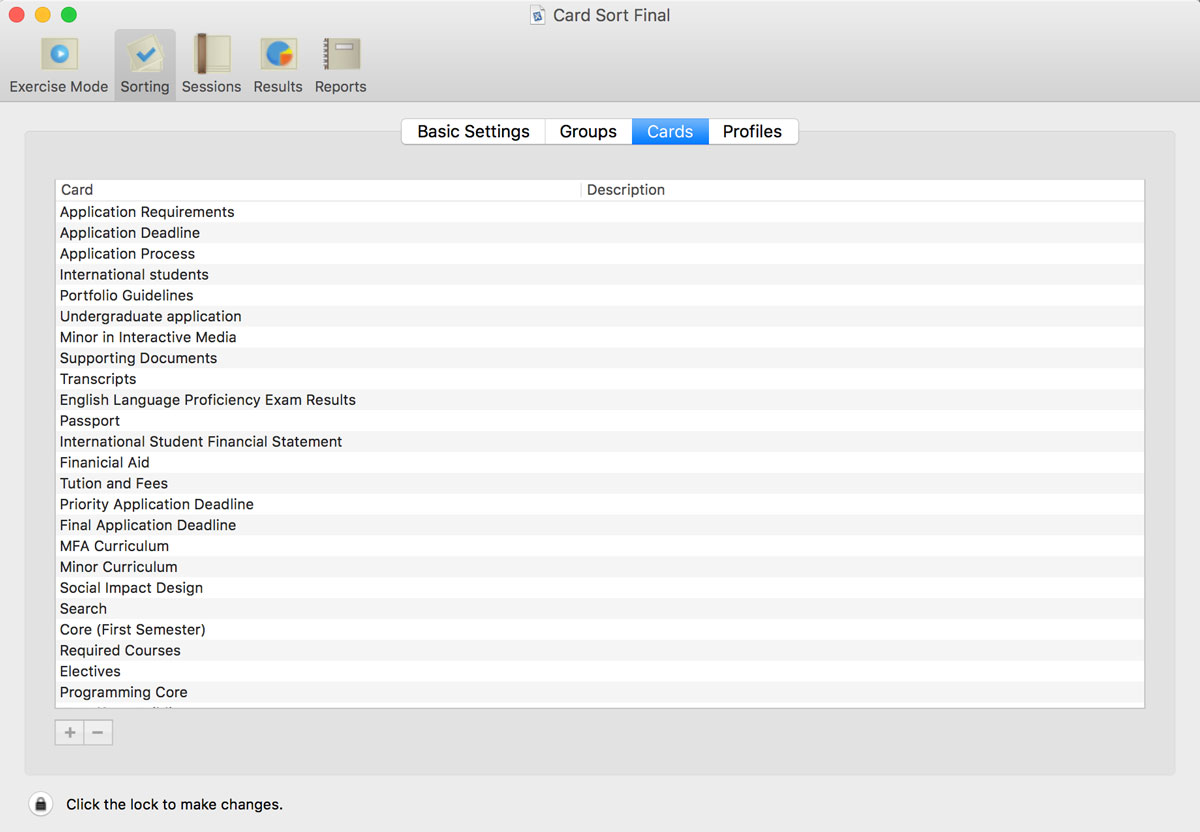 Card Sort Final
Exercise Mode Sorting Sessions Results Reports
Basic Settings Groups Cards Profiles
Card Description
Application Requirements
Application Deadline
Application Process
International students
Portfolio Guidelines
Undergraduate application
Minor in Interactive Media
Supporting Documents
Transcripts
English Language Proficiency Exam Results
Passport
International Student Financial Statement
Finanicial Aid
Tution and Fees
Priority Application Deadline
Final Application Deadline
MFA Curriculum
Minor Curriculum
Social Impact Design
Search
Core (First Semester)
Required Courses
Electives
Programming Core
Click the lock to make changes.